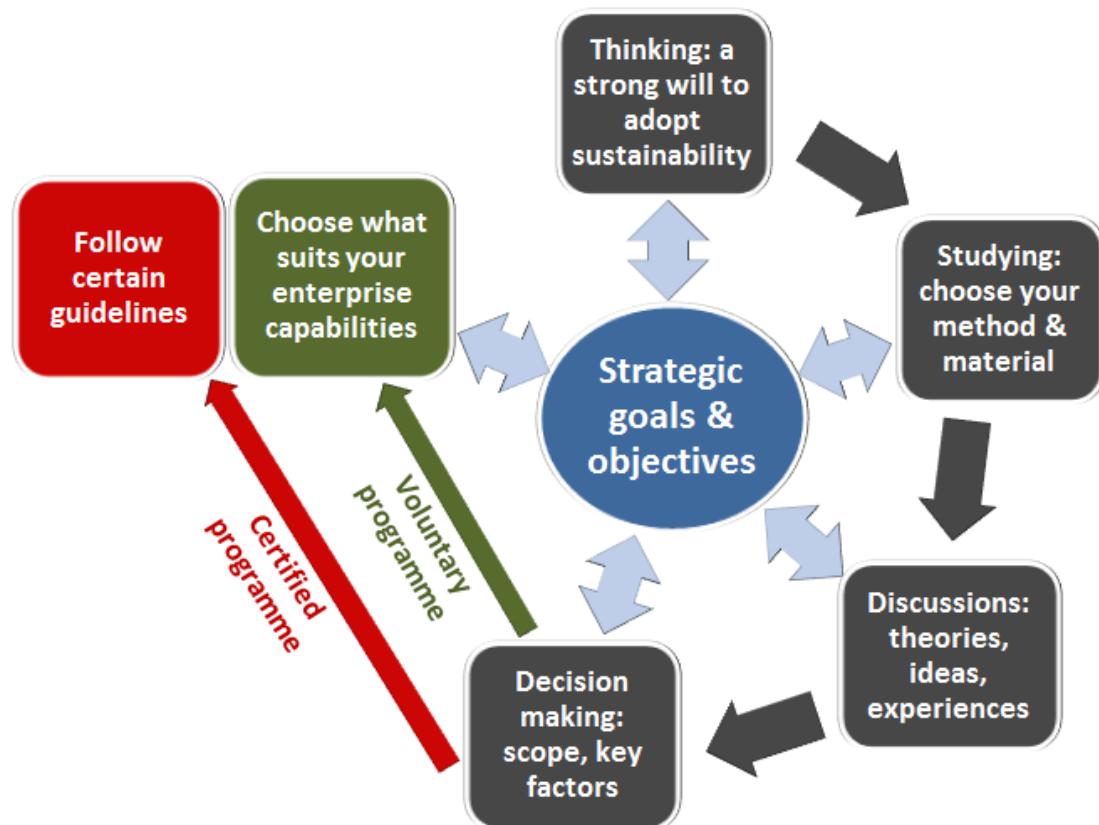 Thinking: a
strong will to
adopt
sustainability
Studying:
choose your
method &
material
Discussions:
theories,
ideas,
experiences
Decision
making:
scope, key
factors
Voluntary
programme
Certified
programme
Choose what
suits your
enterprise
capabilities
Follow
certain
guidelines
Strategic
goals &
objectives